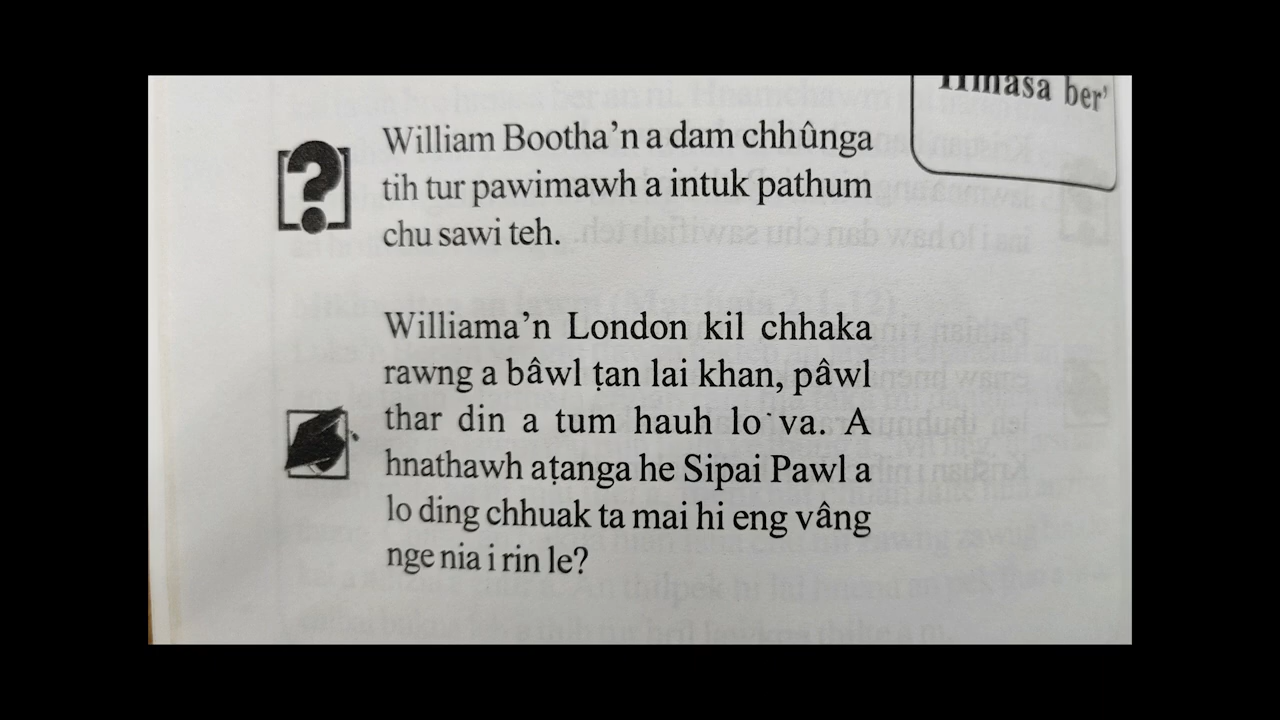 Hmasa ber'
William Bootha'n a dam chhûnga
tih tur pawimawh a intuk pathum
chu sawi teh.
Williama'n London kil chhaka
rawng a bâwl ṭan lai khan, pâwl
thar din a tum hauh lo va. A
hnathawh aṭanga he Sipai Pawl a
lo ding chhuak ta mai hi eng vâng
nge nia i rin le?